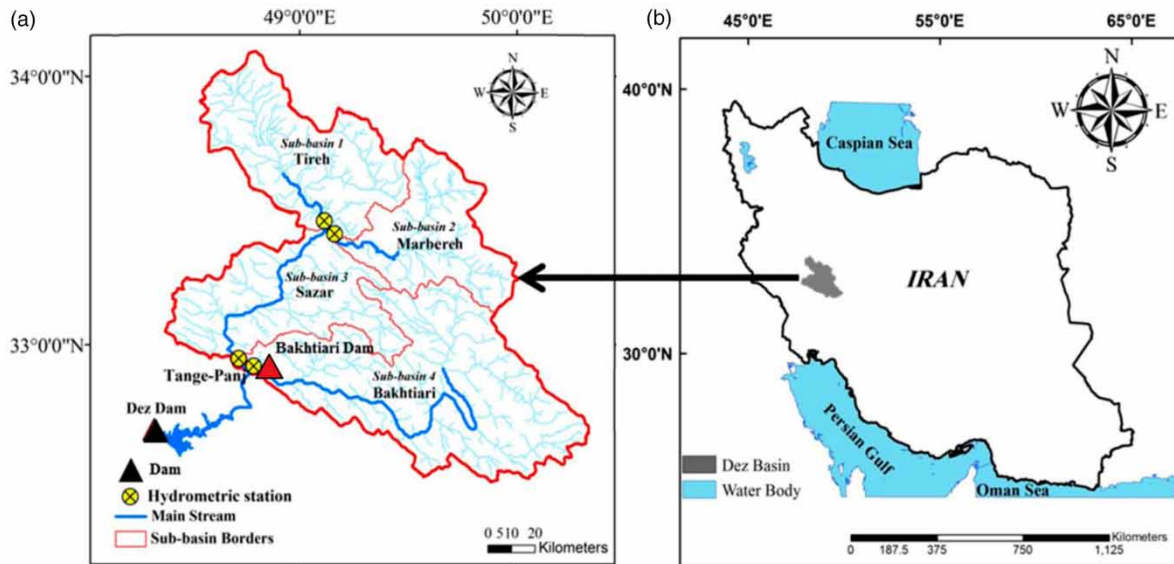 (a)
49°0'0"E
50°0'0"E
34°0'0"N
N
W
E
S
Sub-basin 1
Tireh
Sub-basin 2
Marbereh
Sub-basin 3
Sazar
33°0'0"N
Bakhtiari Dam
Tange-Panj
Sub-basin 4
Bakhtiari
Dez Dam
Dam
Hydrometric station
Main Stream
Sub-basin Borders
0 510 20
Kilometers
(b)
45°0'E
55°0'E
65°0'E
40°0'N
N
W
E
S
Caspian Sea
IRAN
30°0'N
Persian Gulf
Oman Sea
Dez Basin
Water Body
Kilometers
0 187.5 375 750 1,125